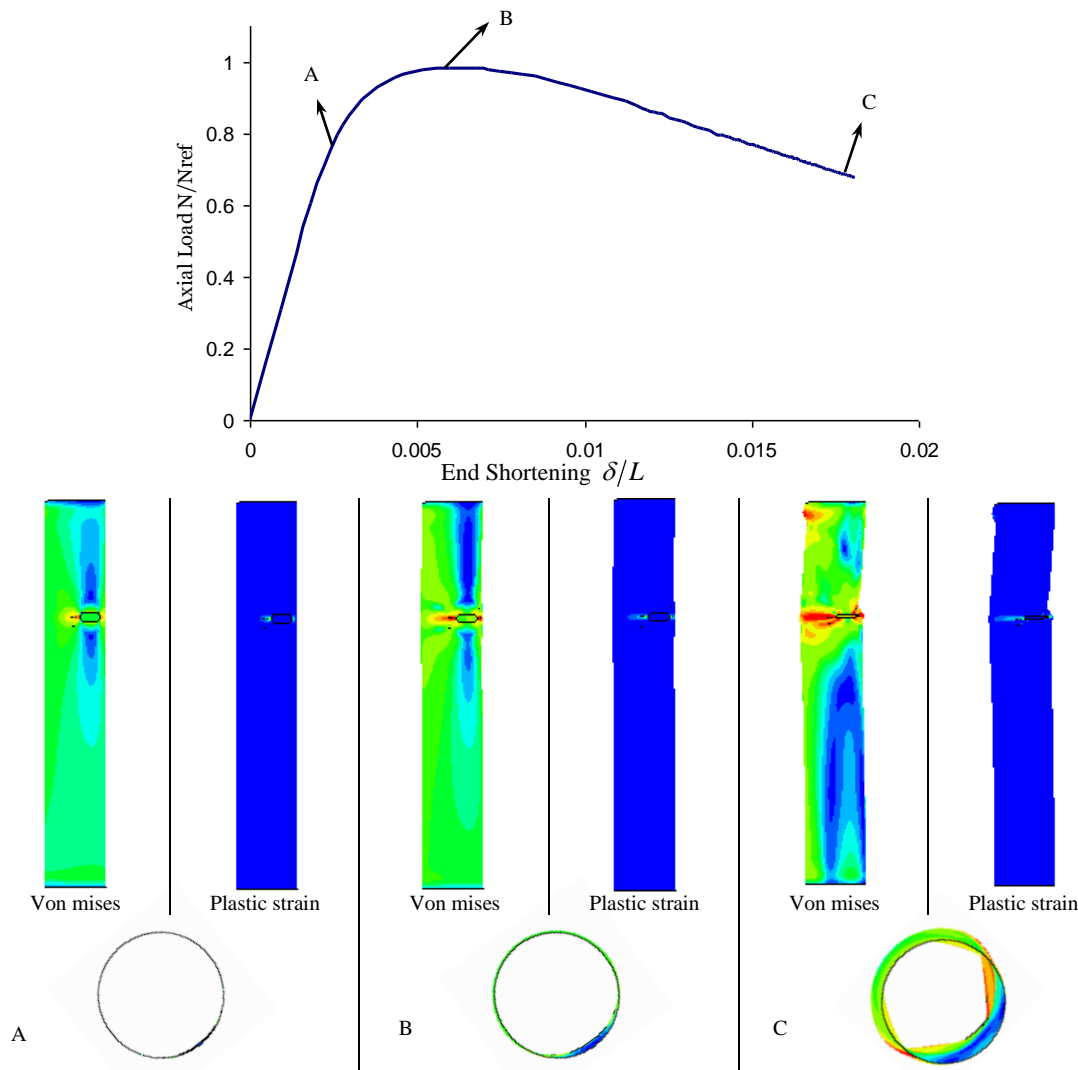 B
A
C
1
0.8
0.6
0.4
0.2
0
Axial Load N/Nref
0 0.005 0.01 0.015 0.02
End Shortening δ/L
Von mises Plastic strain Von mises Plastic strain Von mises Plastic strain
A B C